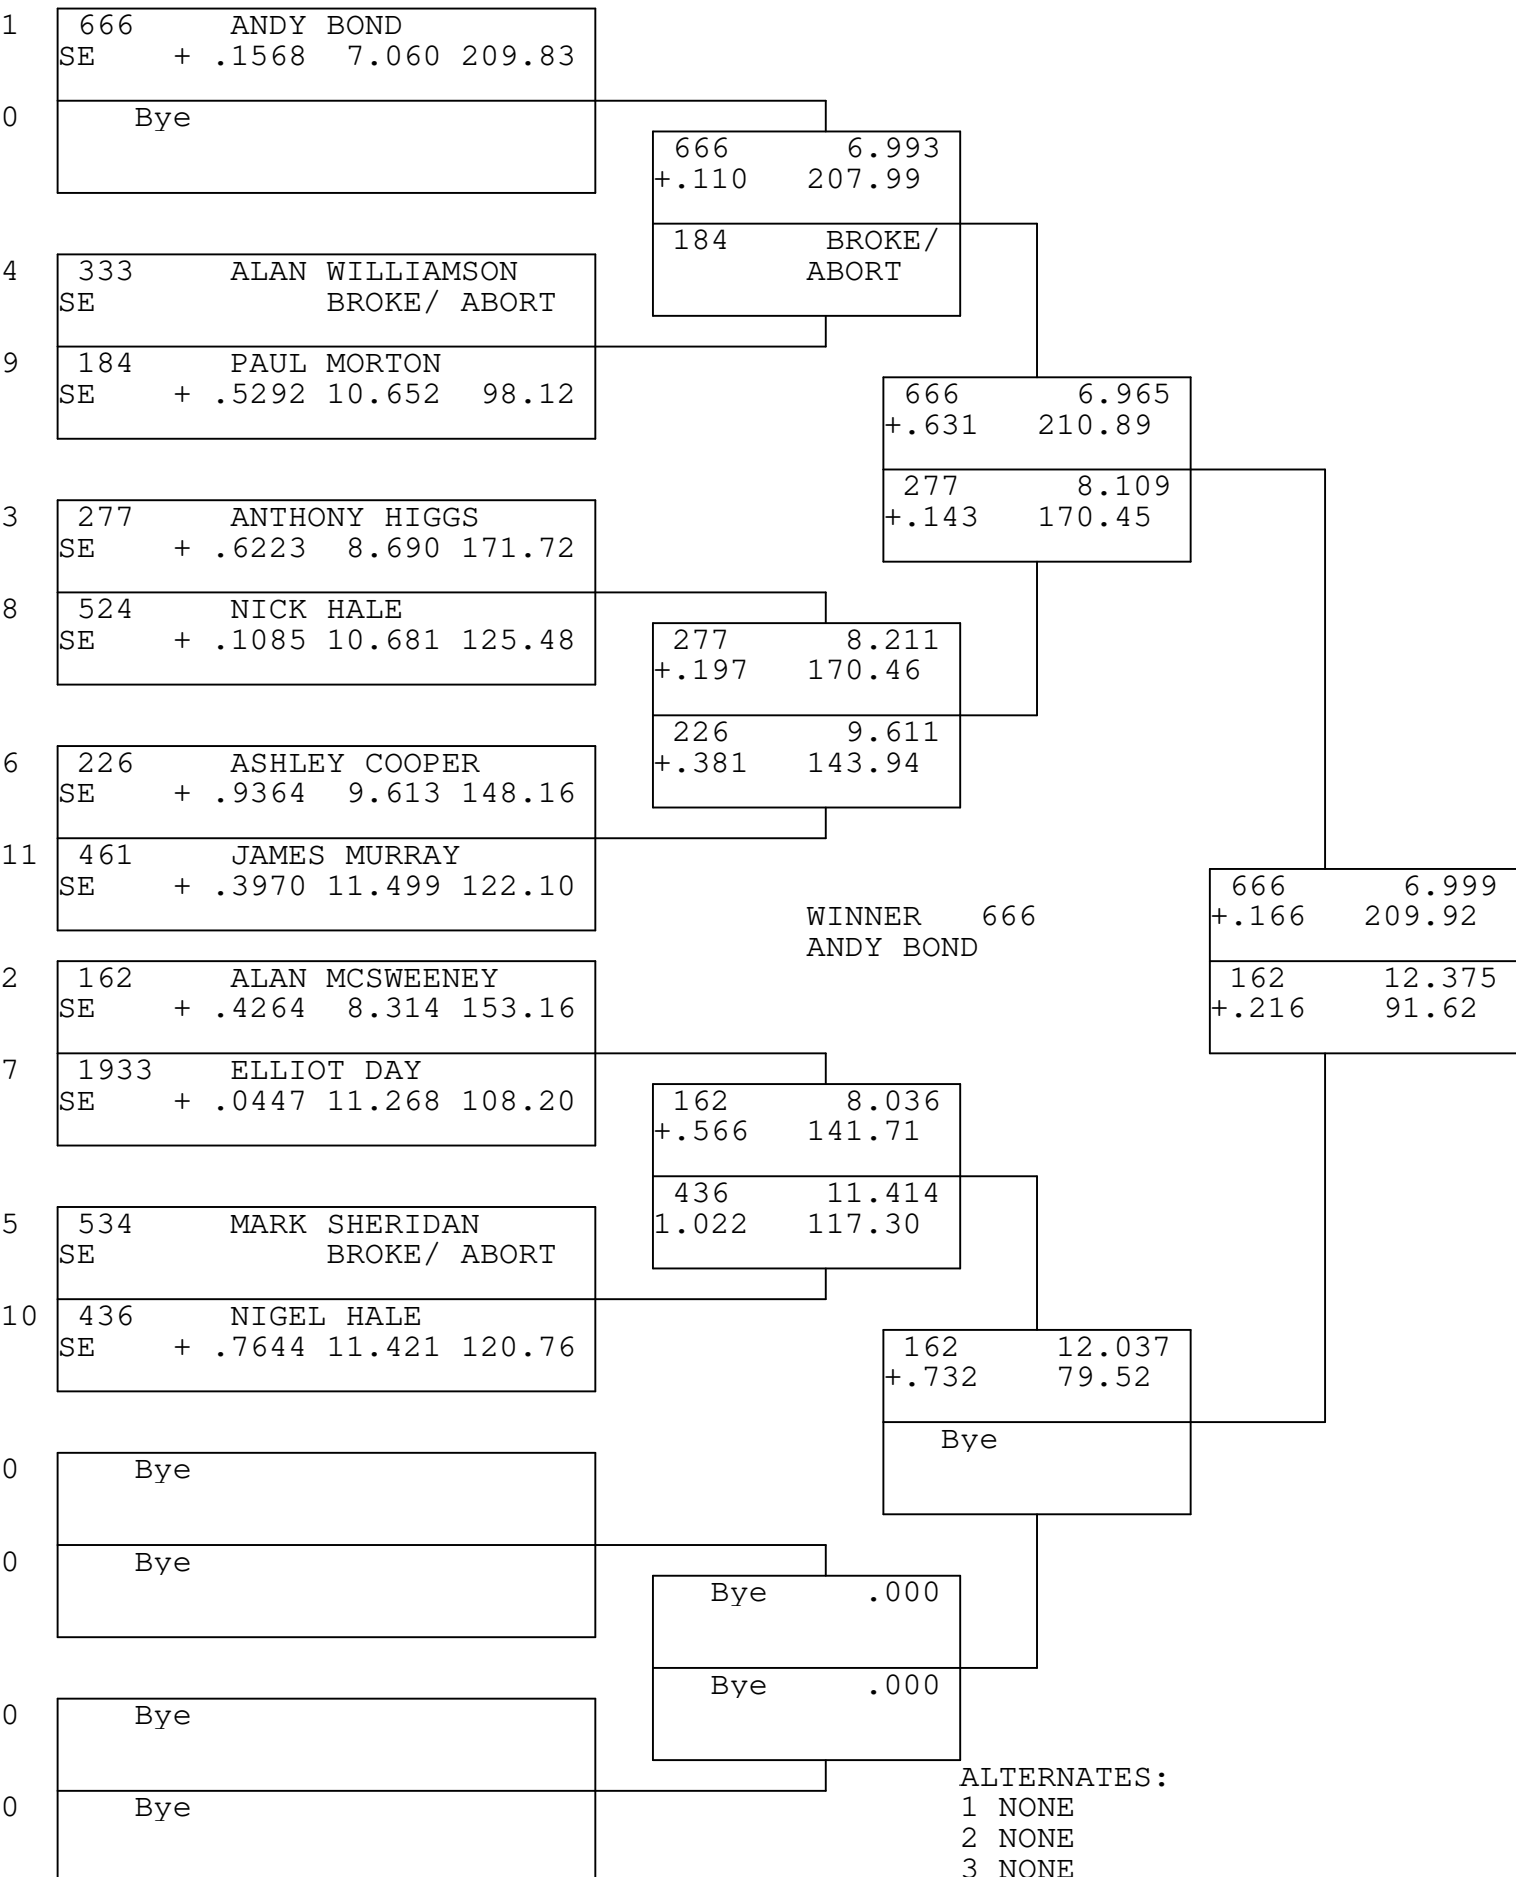 1 666 ANDY BOND
SE + .1568 7.060 209.83
0 Bye
666 6.993
+.110 207.99
184 BROKE/
ABORT
4 333 ALAN WILLIAMSON
SE BROKE/ ABORT
9 184 PAUL MORTON
SE + .5292 10.652 98.12
666 6.965
+.631 210.89
277 8.109
+.143 170.45
3 277 ANTHONY HIGGS
SE + .6223 8.690 171.72
8 524 NICK HALE
SE + .1085 10.681 125.48
277 8.211
+.197 170.46
226 9.611
+.381 143.94
6 226 ASHLEY COOPER
SE + .9364 9.613 148.16
11 461 JAMES MURRAY
SE + .3970 11.499 122.10
WINNER 666
ANDY BOND
666 6.999
+.166 209.92
162 12.375
+.216 91.62
2 162 ALAN MCSWEENEY
SE + .4264 8.314 153.16
7 1933 ELLIOT DAY
SE + .0447 11.268 108.20
162 8.036
+.566 141.71
436 11.414
1.022 117.30
5 534 MARK SHERIDAN
SE BROKE/ ABORT
10 436 NIGEL HALE
SE + .7644 11.421 120.76
162 12.037
+.732 79.52
Bye
0 Bye
0 Bye
Bye .000
Bye .000
0 Bye
0 Bye
ALTERNATES:
1 NONE
2 NONE
3 NONE